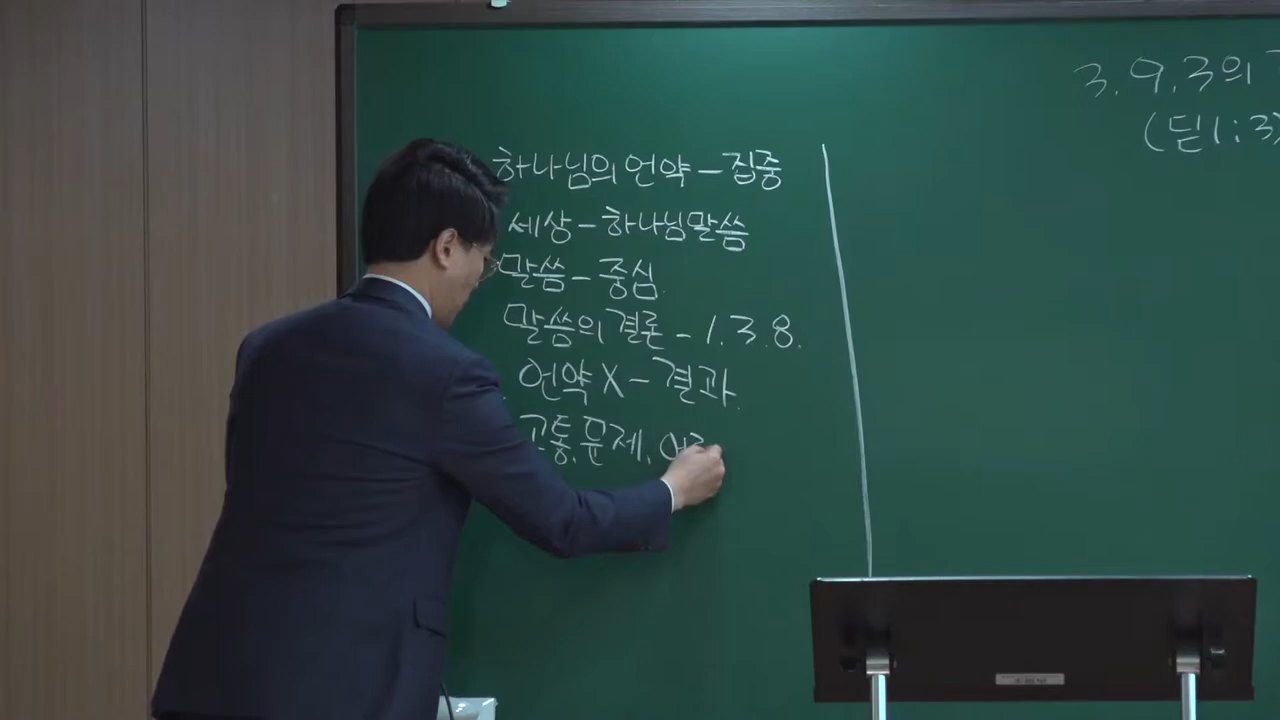 하나님의 언약 - 집중
세상 - 하나님말씀
말씀 - 중심.
말씀의 결론 - 1.3.8.
언약 X - 결과.
공통.문제.
3.9.3의
(딛1:3)